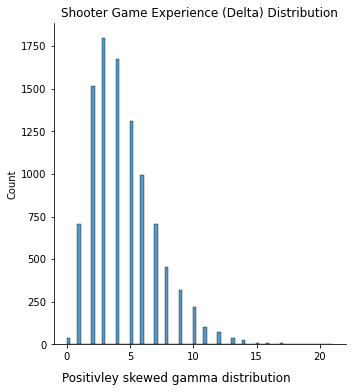 Shooter Game Experience (Delta) Distribution
1750
1500
1250
1000
750
500
250
0
Count
0 5 10 15 20
Positivley skewed gamma distribution